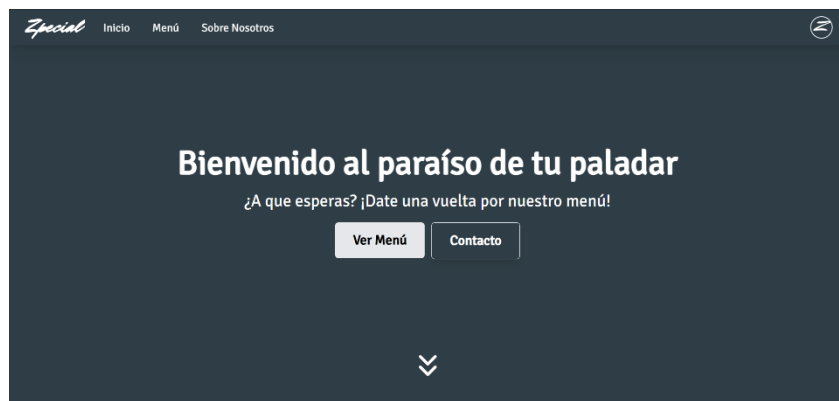 Zpecial Inicio Menú Sobre Nosotros Z
Bienvenido al paraíso de tu paladar
¿A que esperas? ¡Date una vuelta por nuestro menú!
Ver Menú Contacto